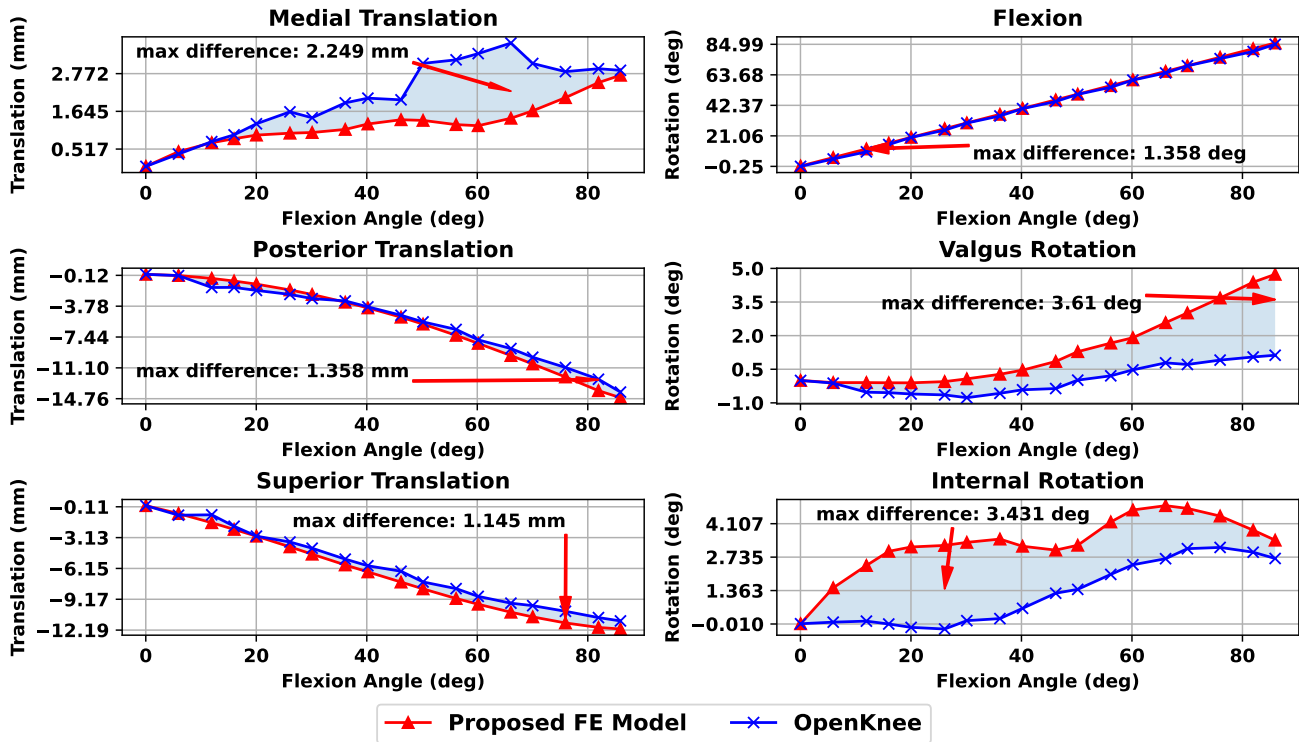 Medial Translation
Translation (mm)
2.772
1.645
0.517
max difference: 2.249 mm
0 20 40 60 80
Flexion Angle (deg)
Flexion
Rotation (deg)
84.99
63.68
42.37
21.06
−0.25
max difference: 1.358 deg
0 20 40 60 80
Flexion Angle (deg)
Posterior Translation
Translation (mm)
−0.12
−3.78
−7.44
−11.10
−14.76
max difference: 1.358 mm
0 20 40 60 80
Flexion Angle (deg)
Valgus Rotation
Rotation (deg)
5.0
3.5
2.0
0.5
−1.0
max difference: 3.61 deg
0 20 40 60 80
Flexion Angle (deg)
Superior Translation
Translation (mm)
−0.11
−3.13
−6.15
−9.17
−12.19
max difference: 1.145 mm
0 20 40 60 80
Flexion Angle (deg)
Internal Rotation
Rotation (deg)
4.107
2.735
1.363
−0.010
max difference: 3.431 deg
0 20 40 60 80
Flexion Angle (deg)
Proposed FE Model OpenKnee